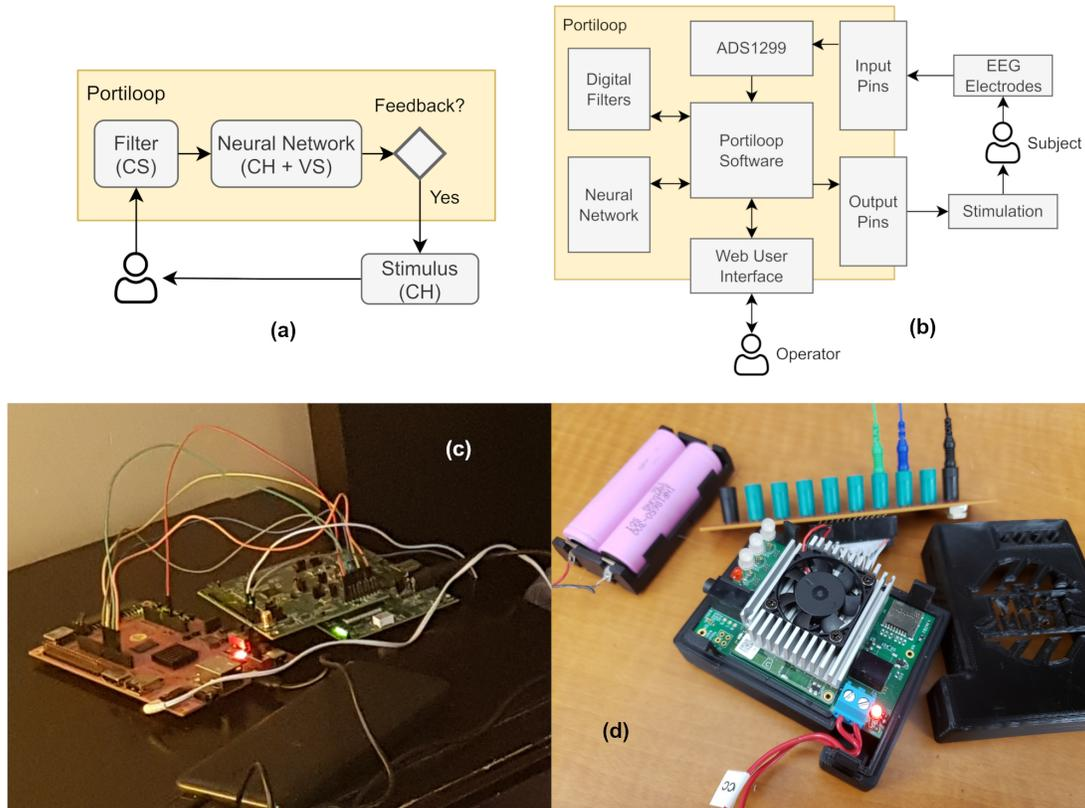 Portiloop
Feedback?
Filter
(CS)
Neural Network
(CH + VS)
Yes
Stimulus
(CH)
(a)
Portiloop
ADS1299
Input
Pins
EEG
Electrodes
Digital
Filters
Portiloop
Software
Subject
Neural
Network
Output
Pins
Stimulation
Web User
Interface
(b)
Operator
(c)
(d)
CC